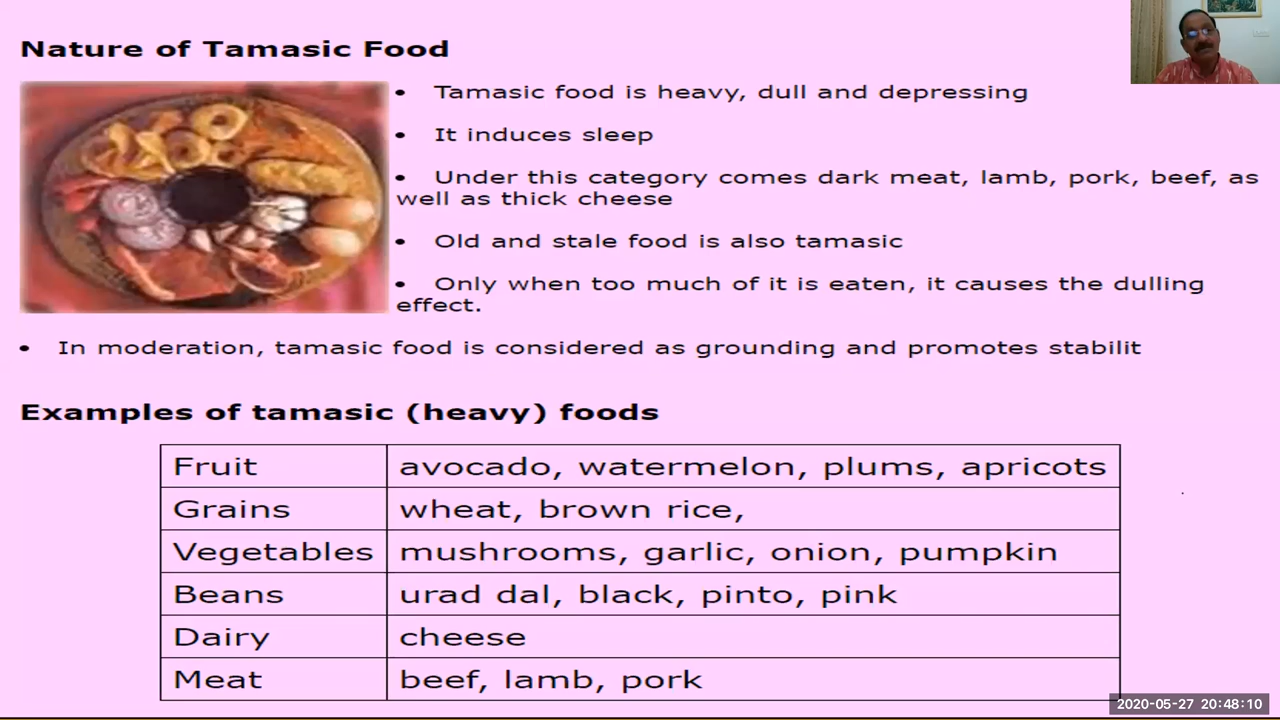 Nature of Tamasic Food
• Tamasic food is heavy, dull and depressing
• It induces sleep
• Under this category comes dark meat, lamb, pork, beef, as
well as thick cheese
• Old and stale food is also tamasic
• Only when too much of it is eaten, it causes the dulling
effect.
• In moderation, tamasic food is considered as grounding and promotes stabilit
Examples of tamasic (heavy) foods
Fruit avocado, watermelon, plums, apricots
Grains wheat, brown rice,
Vegetables mushrooms, garlic, onion, pumpkin
Beans urad dal, black, pinto, pink
Dairy cheese
Meat beef, lamb, pork
2020-05-27 20:48:10